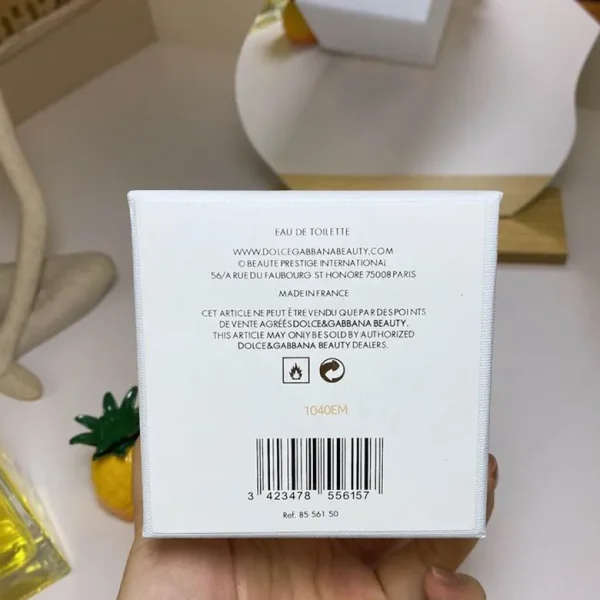 EAU DE TOILETTE
WWW.DOLCEGABBANABEAUTY.COM
© BEAUTE PRESTIGE INTERNATIONAL
56/A RUE DU FAUBOURG ST HONORE 75008 PARIS
MADE IN FRANCE
CET ARTICLE NE PEUT ÊTRE VENDU QUE PAR DES POINTS
DE VENTE AGRÉÉS DOLCE&GABBANA BEAUTY.
THIS ARTICLE MAY ONLY BE SOLD BY AUTHORIZED
DOLCE&GABBANA BEAUTY DEALERS.
1040EM
3 423478 556157
Ref. 85 561 50